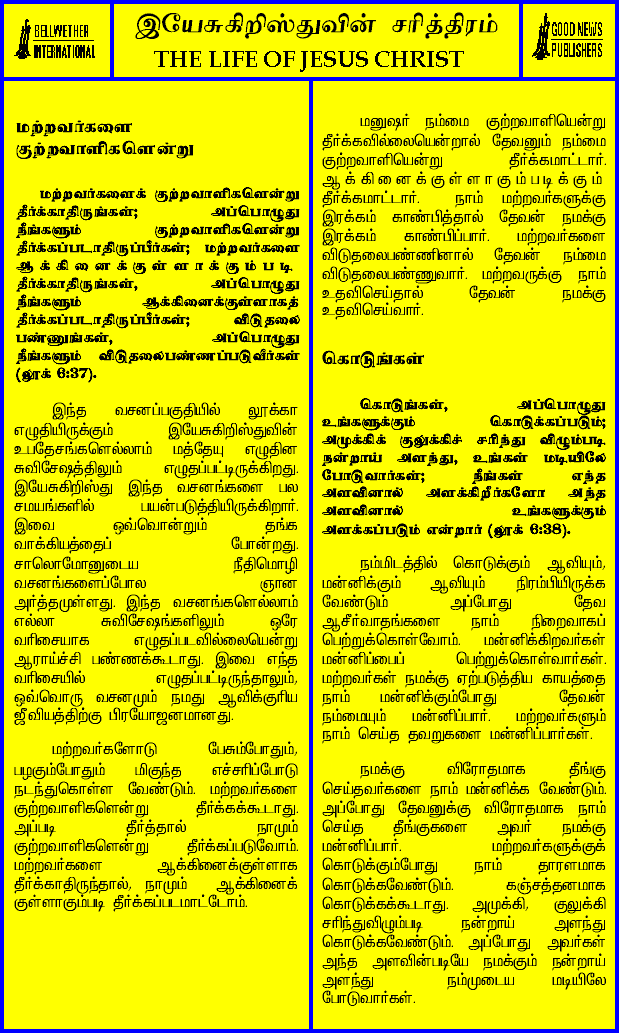 BELLWETHER
INTERNATIONAL
இயேசுகிறிஸ்துவின் சரித்திரம்
THE LIFE OF JESUS CHRIST
GOOD NEWS
PUBLISHERS
மற்றவர்களை
குற்றவாளிகளென்று
மற்றவர்களைக் குற்றவாளிகளென்று
தீர்க்காதிருங்கள்; அப்பொழுது
நீங்களும் குற்றவாளிகளென்று
தீர்க்கப்படாதிருப்பீர்கள்; மற்றவர்களை
ஆக்கினைக்குள்ளாக்கும்படி
தீர்க்காதிருங்கள், அப்பொழுது
நீங்களும் ஆக்கினைக்குள்ளாகத்
தீர்க்கப்படாதிருப்பீர்கள்; விடுதலை
பண்ணுங்கள், அப்பொழுது
நீங்களும் விடுதலைபண்ணப்படுவீர்கள்
(லூக் 6:37).
இந்த வசனப்பகுதியில் லூக்கா
எழுதியிருக்கும் இயேசுகிறிஸ்துவின்
உபதேசங்களெல்லாம் மத்தேயு எழுதின
சுவிசேஷத்திலும் எழுதப்பட்டிருக்கிறது.
இயேசுகிறிஸ்து இந்த வசனங்களை பல
சமயங்களில் பயன்படுத்தியிருக்கிறார்.
இவை ஒவ்வொன்றும் தங்க
வாக்கியத்தைப் போன்றது.
சாலொமோனுடைய நீதிமொழி
வசனங்களைப்போல ஞான
அர்த்தமுள்ளது. இந்த வசனங்களெல்லாம்
எல்லா சுவிசேஷங்களிலும் ஒரே
வரிசையாக எழுதப்படவில்லையென்று
ஆராய்ச்சி பண்ணக்கூடாது. இவை எந்த
வரிசையில் எழுதப்பட்டிருந்தாலும்,
ஒவ்வொரு வசனமும் நமது ஆவிக்குரிய
ஜீவியத்திற்கு பிரயோஜனமானது.
மற்றவர்களோடு பேசும்போதும்,
பழகும்போதும் மிகுந்த எச்சரிப்போடு
நடந்துகொள்ள வேண்டும். மற்றவர்களை
குற்றவாளிகளென்று தீர்க்கக்கூடாது.
அப்படி தீர்த்தால் நாமும்
குற்றவாளிகளென்று தீர்க்கப்படுவோம்.
மற்றவர்களை ஆக்கினைக்குள்ளாக
தீர்க்காதிருந்தால், நாமும் ஆக்கினைக்
குள்ளாகும்படி தீர்க்கப்படமாட்டோம்.
மனுஷர் நம்மை குற்றவாளியென்று
தீர்க்கவில்லையென்றால் தேவனும் நம்மை
குற்றவாளியென்று தீர்க்கமாட்டார்.
ஆக்கினைக்குள்ளாகும்படிக்கும்
தீர்க்கமாட்டார். நாம் மற்றவர்களுக்கு
இரக்கம் காண்பித்தால் தேவன் நமக்கு
இரக்கம் காண்பிப்பார். மற்றவர்களை
விடுதலைபண்ணினால் தேவன் நம்மை
விடுதலைபண்ணுவார். மற்றவருக்கு நாம்
உதவிசெய்தால் தேவன் நமக்கு
உதவிசெய்வார்.
கொடுங்கள்
கொடுங்கள், அப்பொழுது
உங்களுக்கும் கொடுக்கப்படும்;
அமுக்கிக் குலுக்கிச் சரிந்து விழும்படி
நன்றாய் அளந்து, உங்கள் மடியிலே
போடுவார்கள்; நீங்கள் எந்த
அளவினால் அளக்கிறீர்களோ அந்த
அளவினால் உங்களுக்கும்
அளக்கப்படும் என்றார் (லூக் 6:38).
நம்மிடத்தில் கொடுக்கும் ஆவியும்,
மன்னிக்கும் ஆவியும் நிரம்பியிருக்க
வேண்டும் அப்போது தேவ
ஆசீர்வாதங்களை நாம் நிறைவாகப்
பெற்றுக்கொள்வோம். மன்னிக்கிறவர்கள்
மன்னிப்பைப் பெற்றுக்கொள்வார்கள்.
மற்றவர்கள் நமக்கு ஏற்படுத்திய காயத்தை
நாம் மன்னிக்கும்போது தேவன்
நம்மையும் மன்னிப்பார். மற்றவர்களும்
நாம் செய்த தவறுகளை மன்னிப்பார்கள்.
நமக்கு விரோதமாக தீங்கு
செய்தவர்களை நாம் மன்னிக்க வேண்டும்.
அப்போது தேவனுக்கு விரோதமாக நாம்
செய்த தீங்குகளை அவர் நமக்கு
மன்னிப்பார். மற்றவர்களுக்குக்
கொடுக்கும்போது நாம் தாரளமாக
கொடுக்கவேண்டும். கஞ்சத்தனமாக
கொடுக்கக்கூடாது. அமுக்கி, குலுக்கி
சரிந்துவிழும்படி நன்றாய் அளந்து
கொடுக்கவேண்டும். அப்போது அவர்கள்
அந்த அளவின்படியே நமக்கும் நன்றாய்
அளந்து நம்முடைய மடியிலே
போடுவார்கள்.